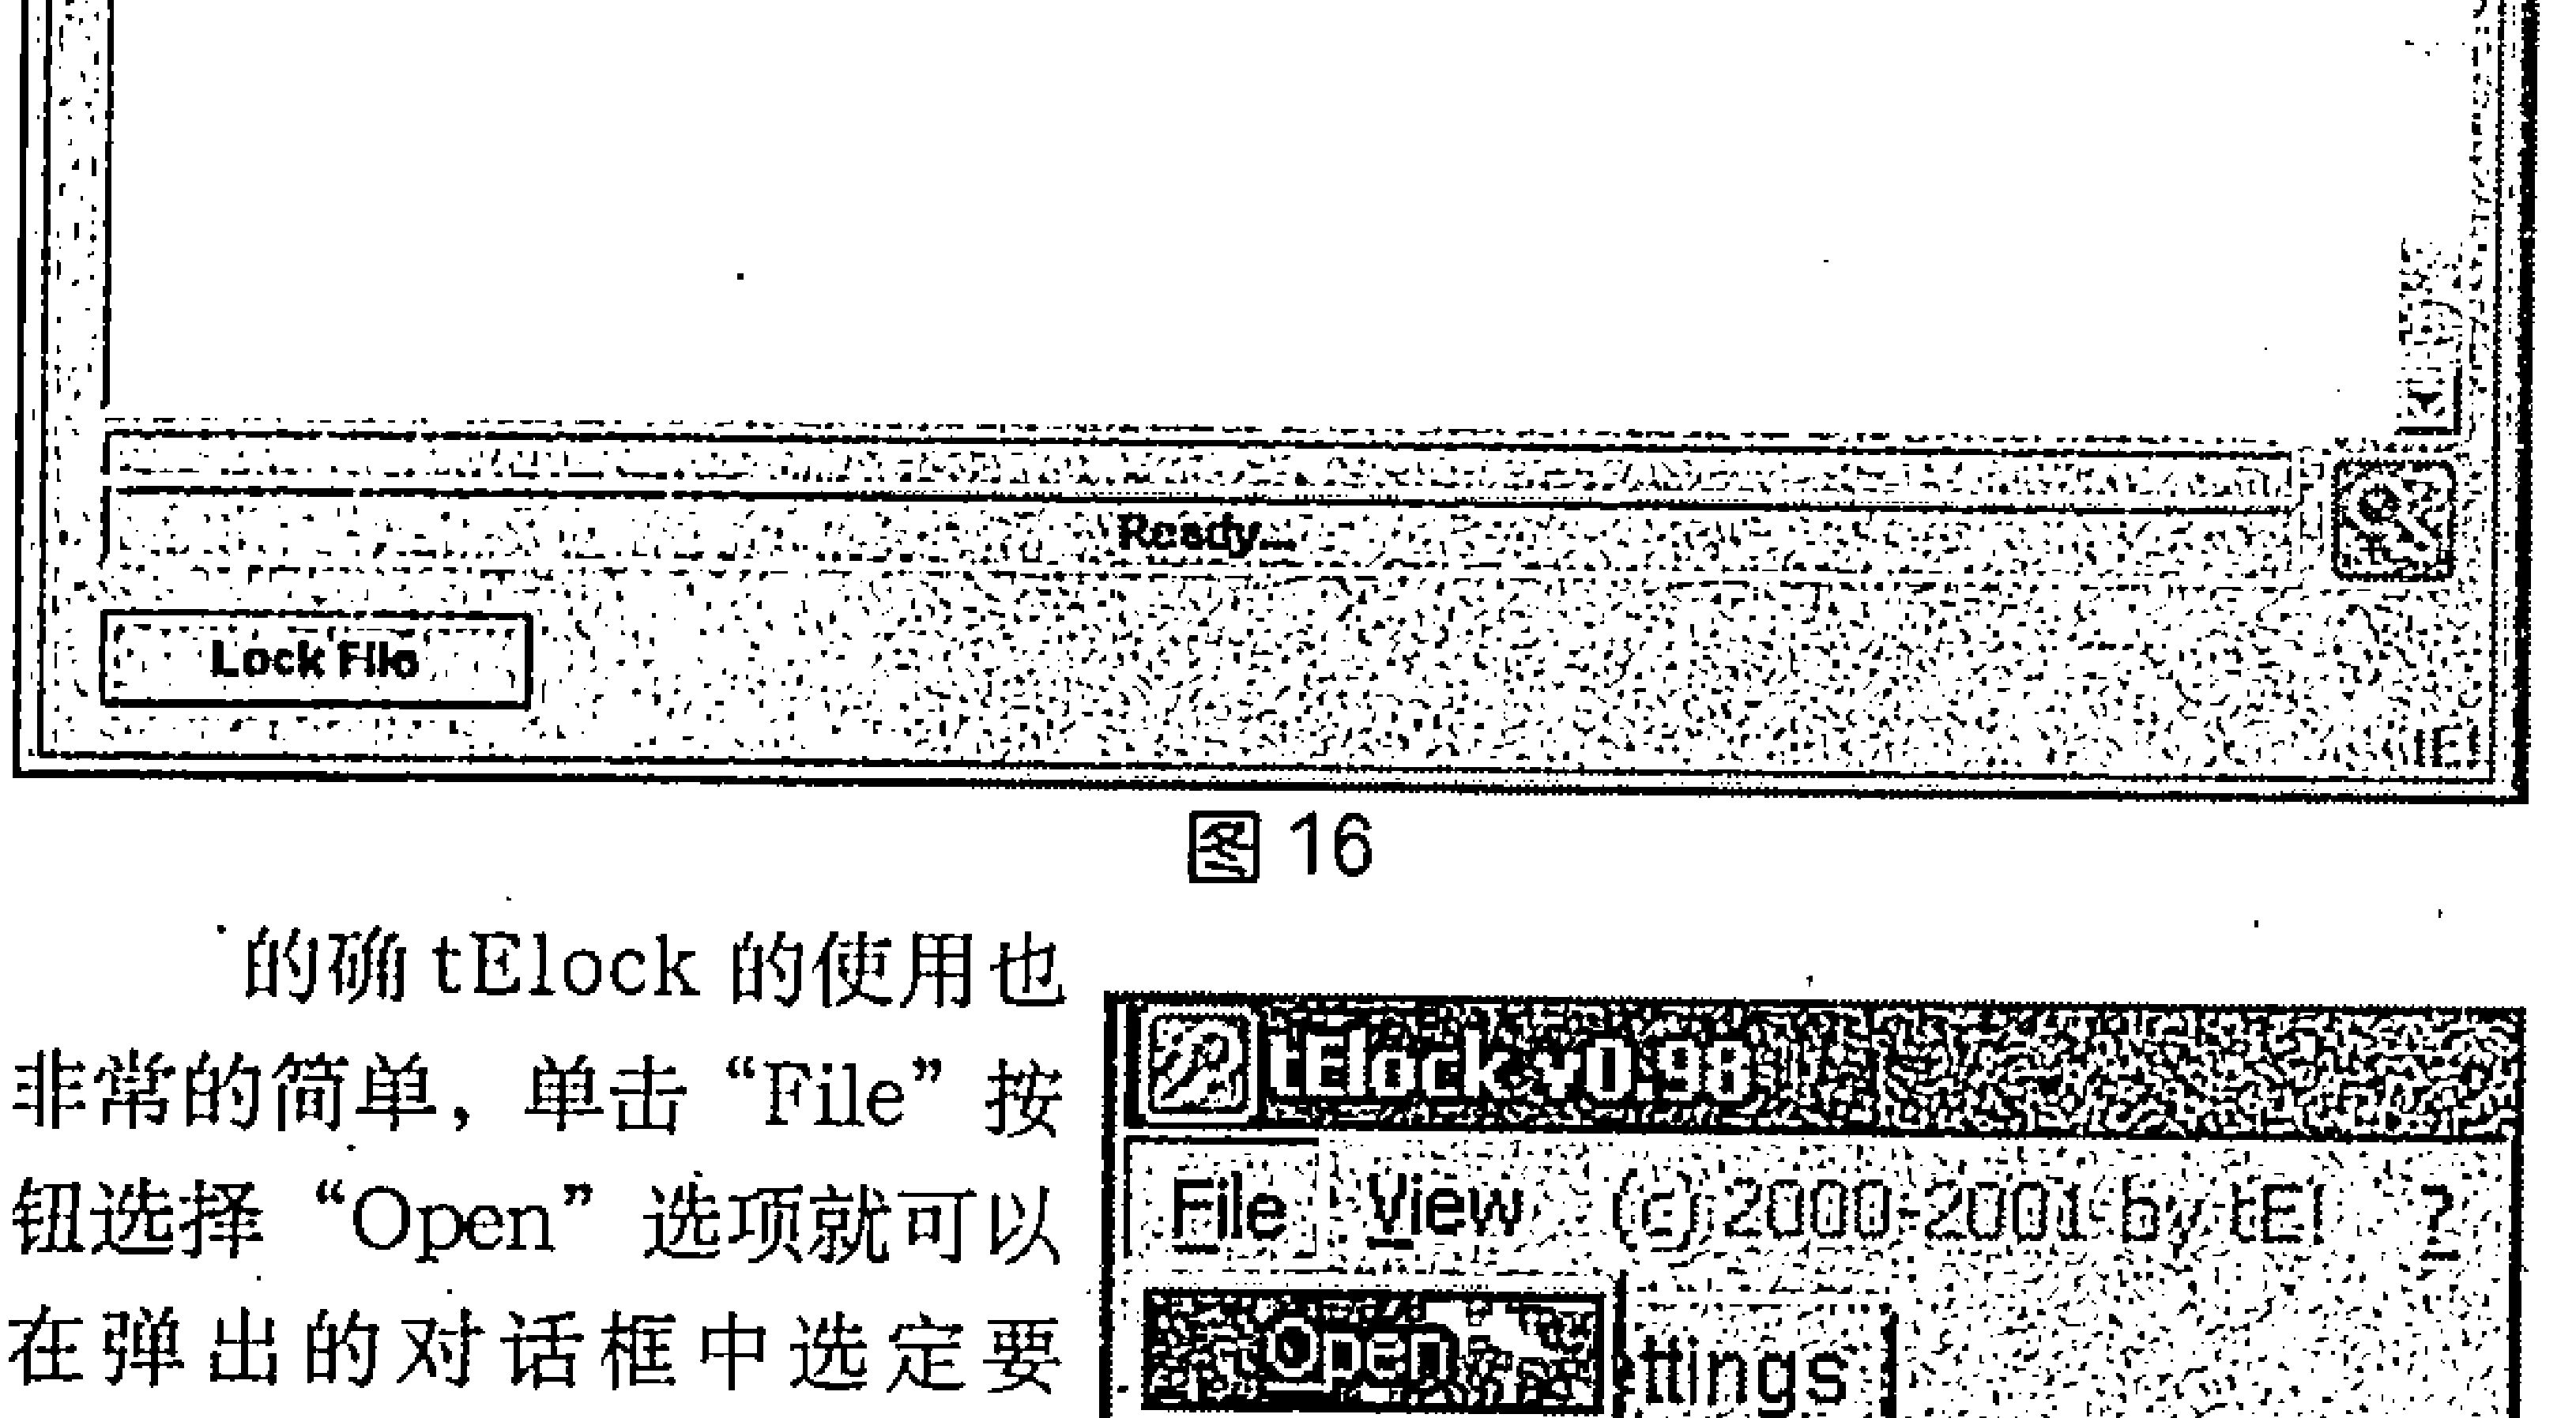 Ready...
Lock File
图 16
的确 tElock 的使用也
非常的简单，单击“File”按
钮选择“Open”选项就可以
在弹出的对话框中选定要
tElock v0.98
File View (c) 2000-2001 by tE! ?
Open
ttings